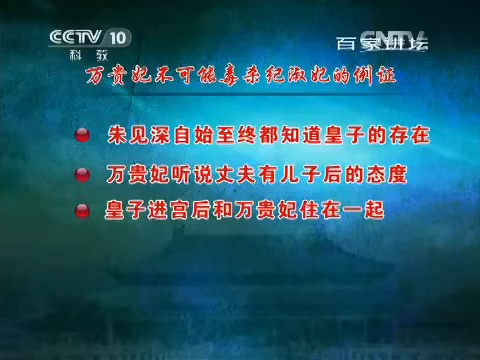 CCTV 10
科教
CNTV
百家讲坛
万贵妃不可能毒杀纪淑妃的例证
朱见深自始至终都知道皇子的存在
万贵妃听说丈夫有儿子后的态度
皇子进宫后和万贵妃住在一起